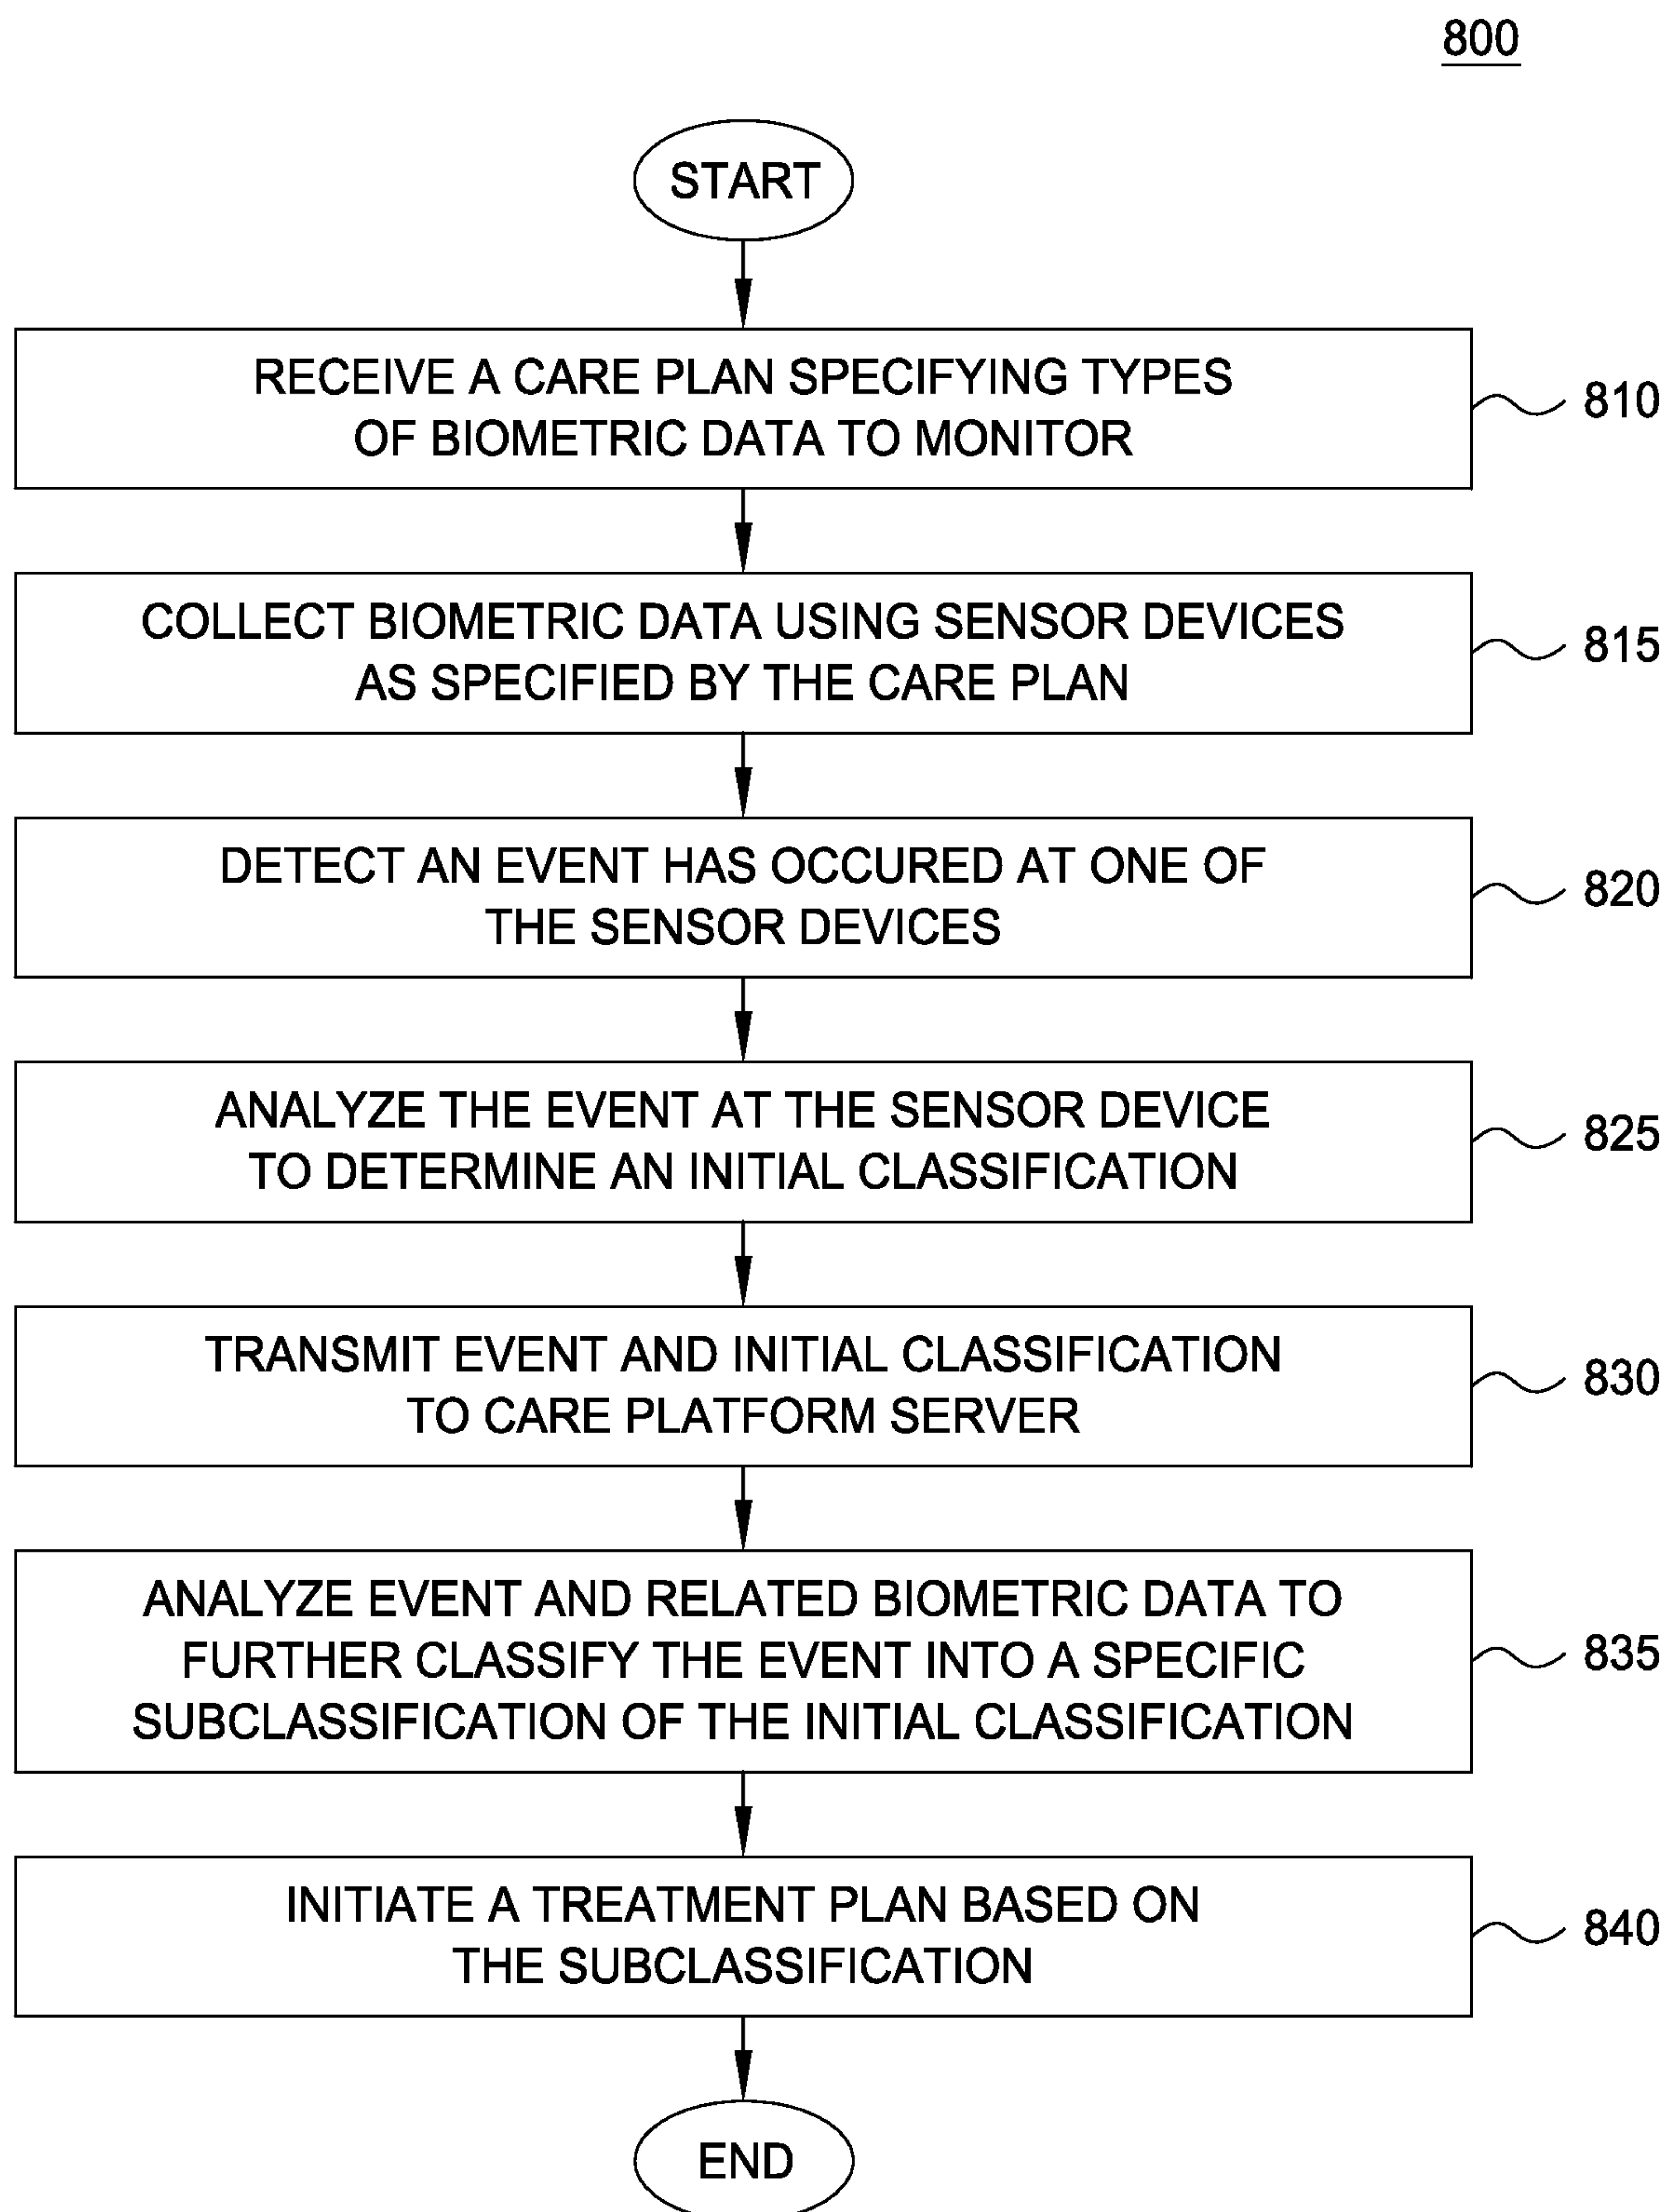 800
START
RECEIVE A CARE PLAN SPECIFYING TYPES
OF BIOMETRIC DATA TO MONITOR
810
COLLECT BIOMETRIC DATA USING SENSOR DEVICES
AS SPECIFIED BY THE CARE PLAN
815
DETECT AN EVENT HAS OCCURED AT ONE OF
THE SENSOR DEVICES
820
ANALYZE THE EVENT AT THE SENSOR DEVICE
TO DETERMINE AN INITIAL CLASSIFICATION
825
TRANSMIT EVENT AND INITIAL CLASSIFICATION
TO CARE PLATFORM SERVER
830
ANALYZE EVENT AND RELATED BIOMETRIC DATA TO
FURTHER CLASSIFY THE EVENT INTO A SPECIFIC
SUBCLASSIFICATION OF THE INITIAL CLASSIFICATION
835
INITIATE A TREATMENT PLAN BASED ON
THE SUBCLASSIFICATION
840
END